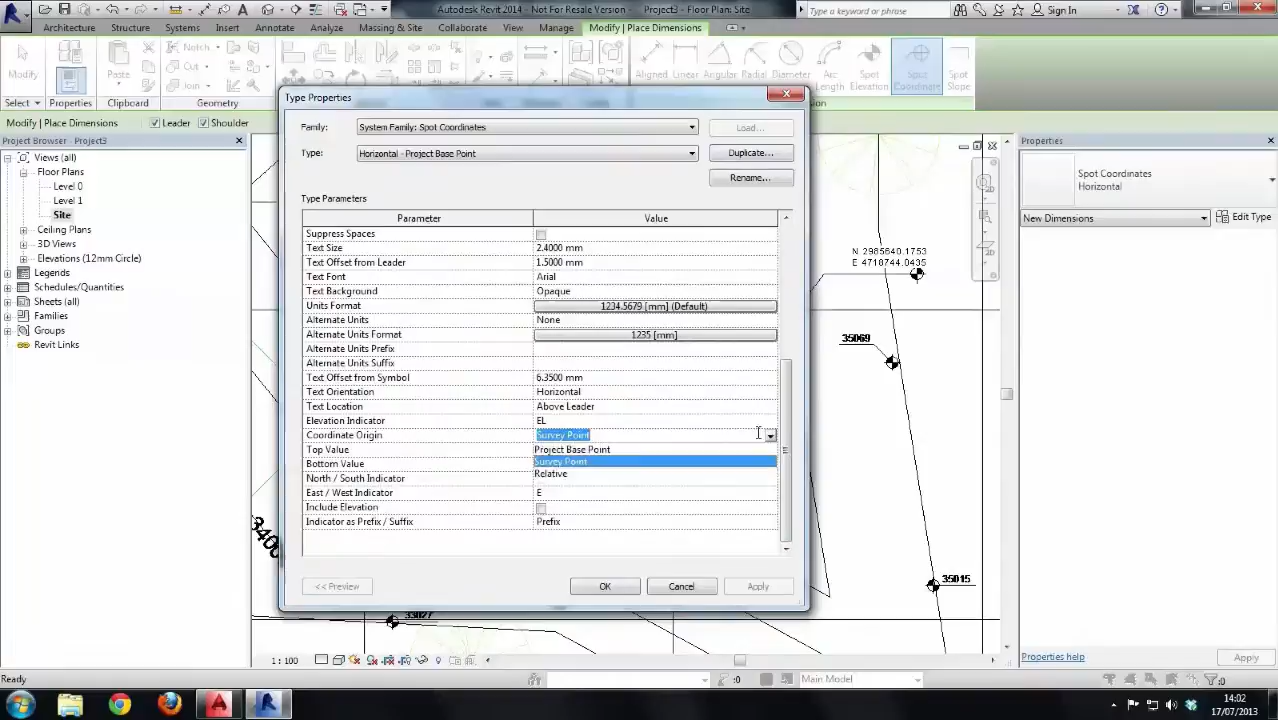 Autodesk Revit 2014 - Not For Resale Version - Project3 - Floor Plan: Site
Type a keyword or phrase
Sign In
Architecture Structure Systems Insert Annotate Analyze Massing & Site Collaborate View Manage Modify | Place Dimensions
Notch
Cut
Join
Modify Paste Aligned Linear Angular Radial Diameter Arc Length Spot Elevation Spot Coordinate Spot Slope
Select Properties Clipboard Geometry
Modify | Place Dimensions Leader Shoulder
Project Browser - Project3
Views (all)
Floor Plans
Level 0
Level 1
Site
Ceiling Plans
3D Views
Elevations (12mm Circle)
Legends
Schedules/Quantities
Sheets (all)
Families
Groups
Revit Links
Type Properties
Family: System Family: Spot Coordinates Load...
Type: Horizontal - Project Base Point Duplicate...
Rename...
Type Parameters
Parameter Value
Suppress Spaces
Text Size 2.4000 mm
Text Offset from Leader 1.5000 mm
Text Font Arial
Text Background Opaque
Units Format 1234.5679 [mm] (Default)
Alternate Units None
Alternate Units Format 1235 [mm]
Alternate Units Prefix
Alternate Units Suffix
Text Offset from Symbol 6.3500 mm
Text Orientation Horizontal
Text Location Above Leader
Elevation Indicator EL
Coordinate Origin Survey Point
Top Value Project Base Point
Survey Point
Bottom Value
Relative
North / South Indicator
East / West Indicator E
Include Elevation
Indicator as Prefix / Suffix Prefix
<< Preview OK Cancel Apply
N 2985640.1753
E 4718744.0435
35069
35015
33027
Properties
Spot Coordinates
Horizontal
New Dimensions Edit Type
Properties help Apply
1 : 100
Ready :0 Main Model :0
14:02
17/07/2013